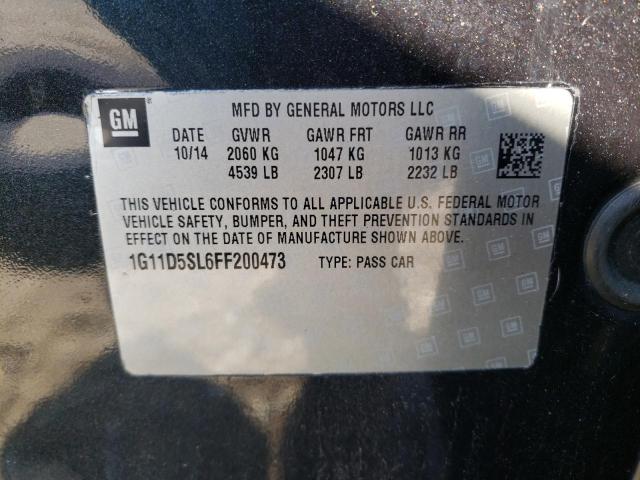 GM ® MFD BY GENERAL MOTORS LLC
DATE GVWR GAWR FRT GAWR RR
10/14 2060 KG 1047 KG 1013 KG
4539 LB 2307 LB 2232 LB
THIS VEHICLE CONFORMS TO ALL APPLICABLE U.S. FEDERAL MOTOR
VEHICLE SAFETY, BUMPER, AND THEFT PREVENTION STANDARDS IN
EFFECT ON THE DATE OF MANUFACTURE SHOWN ABOVE.
1G11D5SL6FF200473 TYPE: PASS CAR